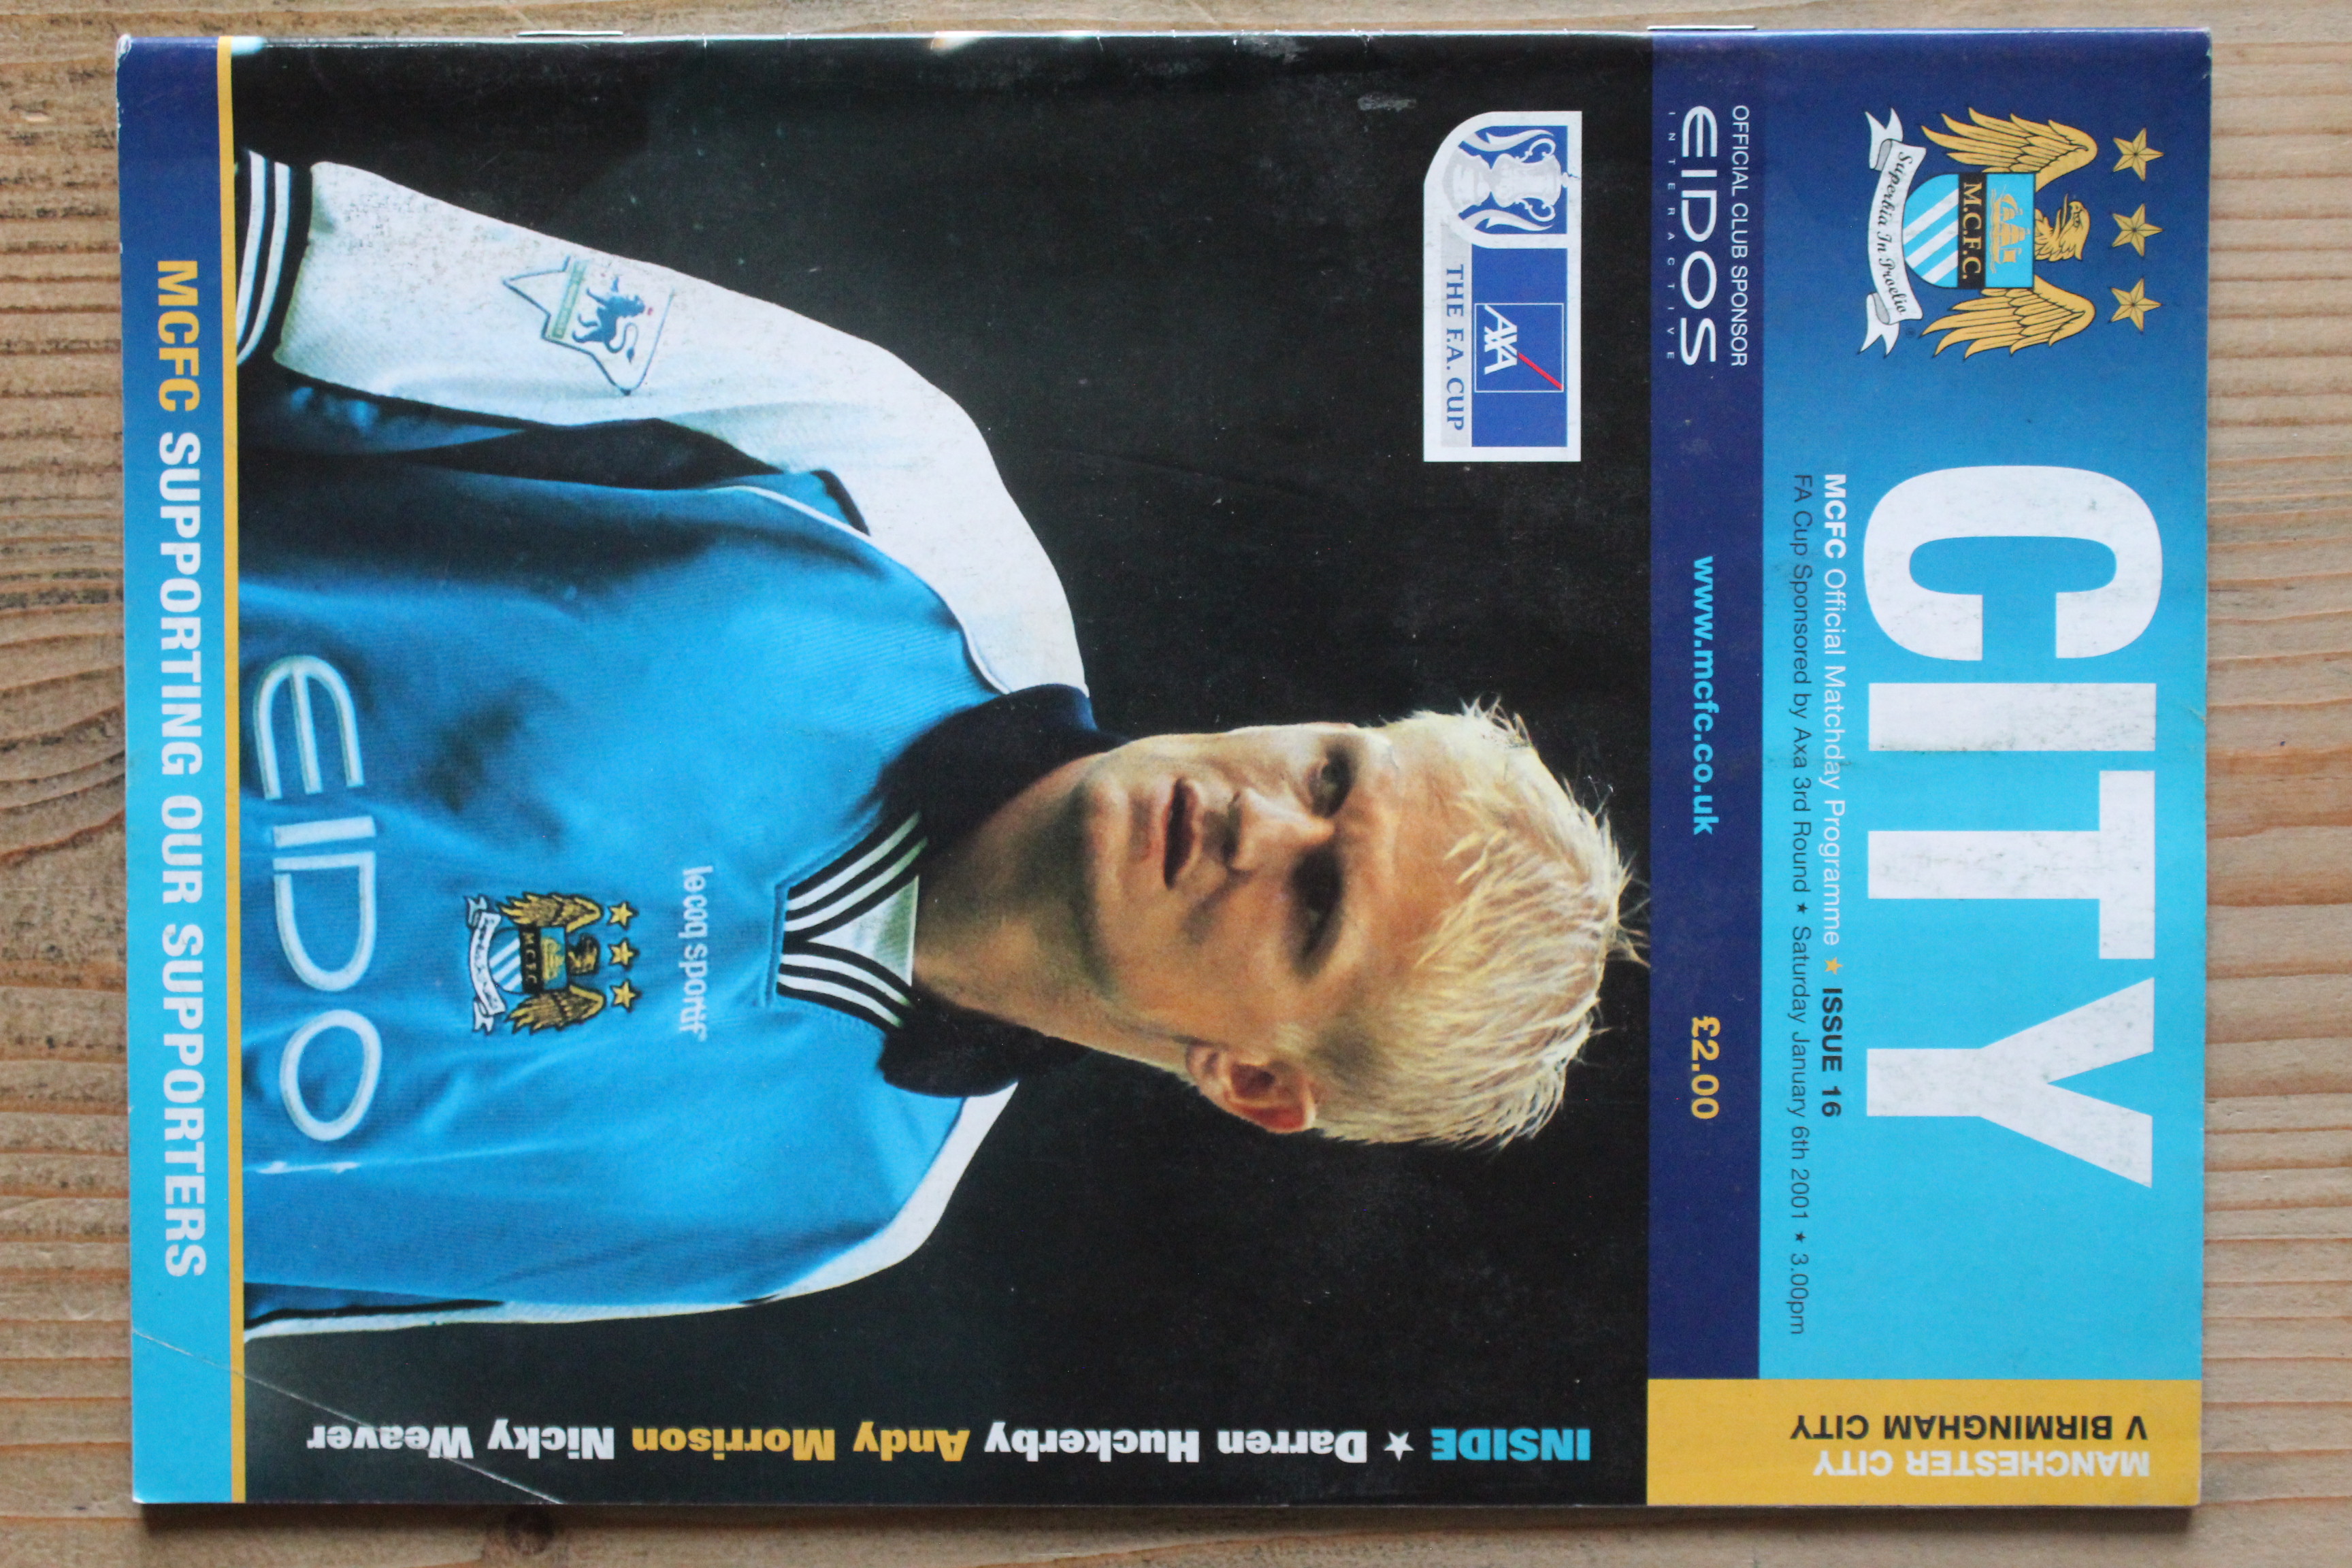 MANCHESTER CITY
V BIRMINGHAM CITY
M.C.F.C.
Superbia In Proelio
CITY
MCFC Official Matchday Programme ★ ISSUE 16
FA Cup Sponsored by Axa 3rd Round ★ Saturday January 6th 2001 ★ 3.00pm
OFFICIAL CLUB SPONSOR
EIDOS
INTERACTIVE
www.mcfc.co.uk
£2.00
AXA
THE F.A. CUP
INSIDE ★ Darren Huckerby Andy Morrison Nicky Weaver
le coq sportif
M.C.F.C.
EIDO
MCFC SUPPORTING OUR SUPPORTERS